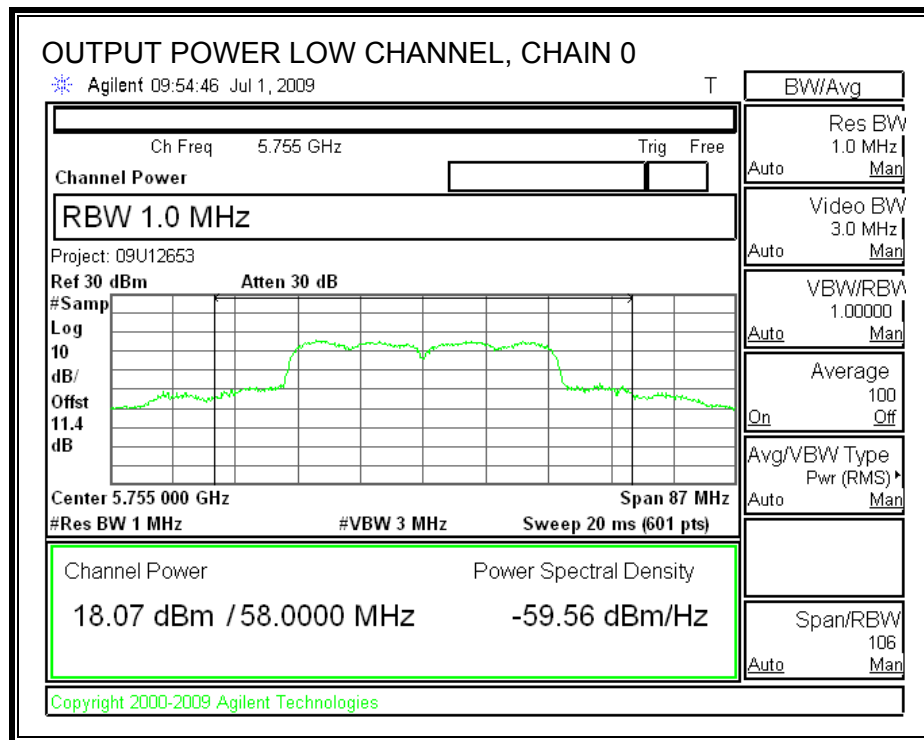 OUTPUT POWER LOW CHANNEL, CHAIN 0
Agilent 09:54:46 Jul 1, 2009 T
Ch Freq 5.755 GHz Trig Free
Channel Power
RBW 1.0 MHz
Project: 09U12653
Ref 30 dBm Atten 30 dB
#Samp
Log
10
dB/
Offst
11.4
dB
Center 5.755 000 GHz Span 87 MHz
#Res BW 1 MHz #VBW 3 MHz Sweep 20 ms (601 pts)
Channel Power Power Spectral Density
18.07 dBm / 58.0000 MHz -59.56 dBm/Hz
Copyright 2000-2009 Agilent Technologies
BW/Avg
Res BW
1.0 MHz
Auto Man
Video BW
3.0 MHz
Auto Man
VBW/RBW
1.00000
Auto Man
Average
100
On Off
Avg/VBW Type
Pwr (RMS)
Auto Man
Span/RBW
106
Auto Man